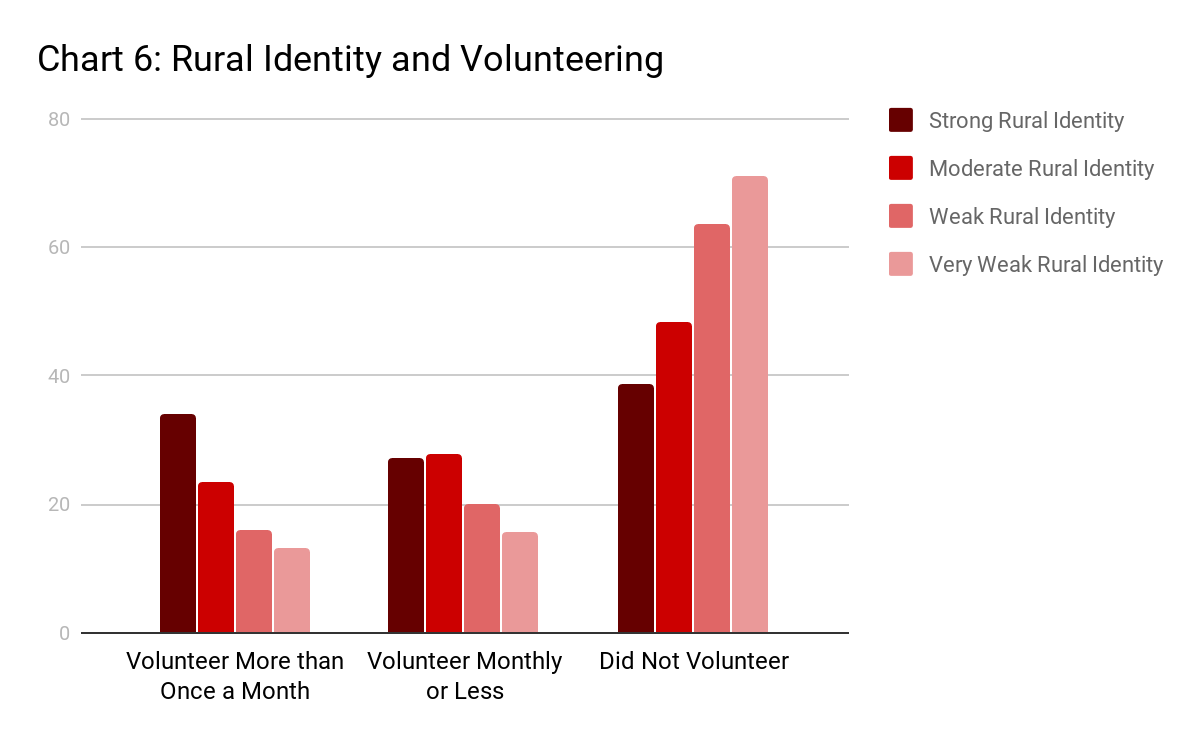 Chart 6: Rural Identity and Volunteering
80
60
40
20
0
Volunteer More than
Once a Month
Volunteer Monthly
or Less
Did Not Volunteer
Strong Rural Identity
Moderate Rural Identity
Weak Rural Identity
Very Weak Rural Identity